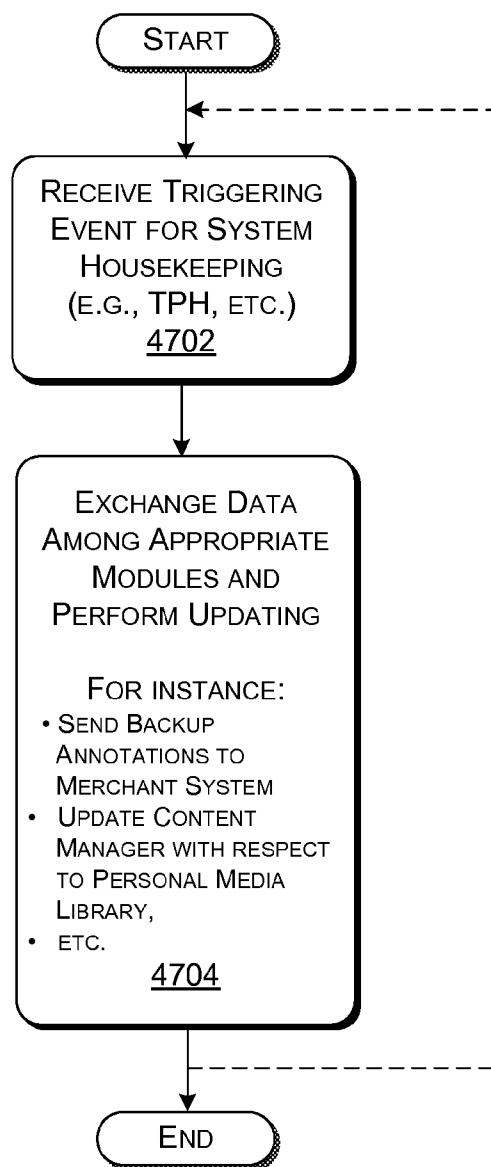 START
RECEIVE TRIGGERING
EVENT FOR SYSTEM
HOUSEKEEPING
(E.G., TPH, ETC.)
4702
EXCHANGE DATA
AMONG APPROPRIATE
MODULES AND
PERFORM UPDATING
FOR INSTANCE:
• SEND BACKUP
ANNOTATIONS TO
MERCHANT SYSTEM
• UPDATE CONTENT
MANAGER WITH RESPECT
TO PERSONAL MEDIA
LIBRARY,
• ETC.
4704
END